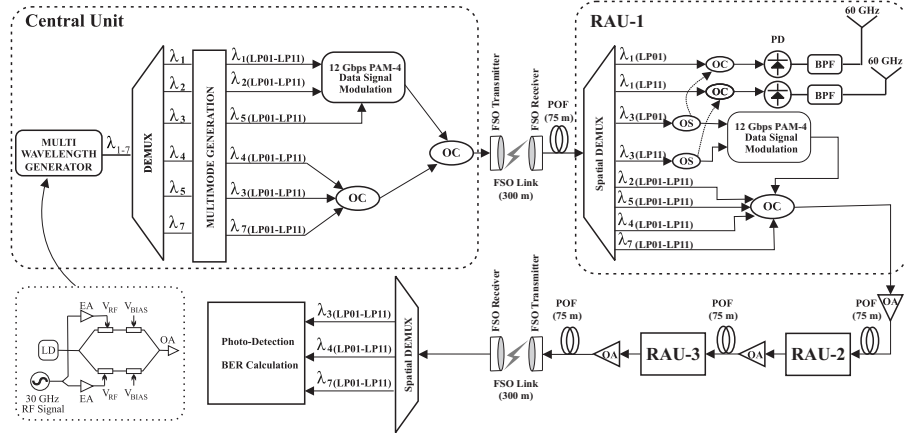 Central Unit
MULTI
WAVELENGTH
GENERATOR
λ1-7
DEMUX
λ1
λ2
λ3
λ4
λ5
λ7
MULTIMODE GENERATION
λ1(LP01-LP11)
λ2(LP01-LP11)
λ5(LP01-LP11)
λ4(LP01-LP11)
λ3(LP01-LP11)
λ7(LP01-LP11)
12 Gbps PAM-4
Data Signal
Modulation
OC
OC
FSO Transmitter
FSO Receiver
FSO Link
(300 m)
POF
(75 m)
RAU-1
Spatial DEMUX
λ1(LP01)
λ1(LP11)
λ3(LP01)
λ3(LP11)
λ2(LP01-LP11)
λ5(LP01-LP11)
λ4(LP01-LP11)
λ7(LP01-LP11)
OC
OC
OS
OS
PD
BPF
BPF
60 GHz
60 GHz
12 Gbps PAM-4
Data Signal
Modulation
OC
OA
POF
(75 m)
RAU-2
OA
POF
(75 m)
RAU-3
OA
POF
(75 m)
FSO Transmitter
FSO Receiver
FSO Link
(300 m)
Spatial DEMUX
λ3(LP01-LP11)
λ4(LP01-LP11)
λ7(LP01-LP11)
Photo-Detection
BER Calculation
EA
VRF
VBIAS
OA
LD
EA
VRF
VBIAS
30 GHz
RF Signal